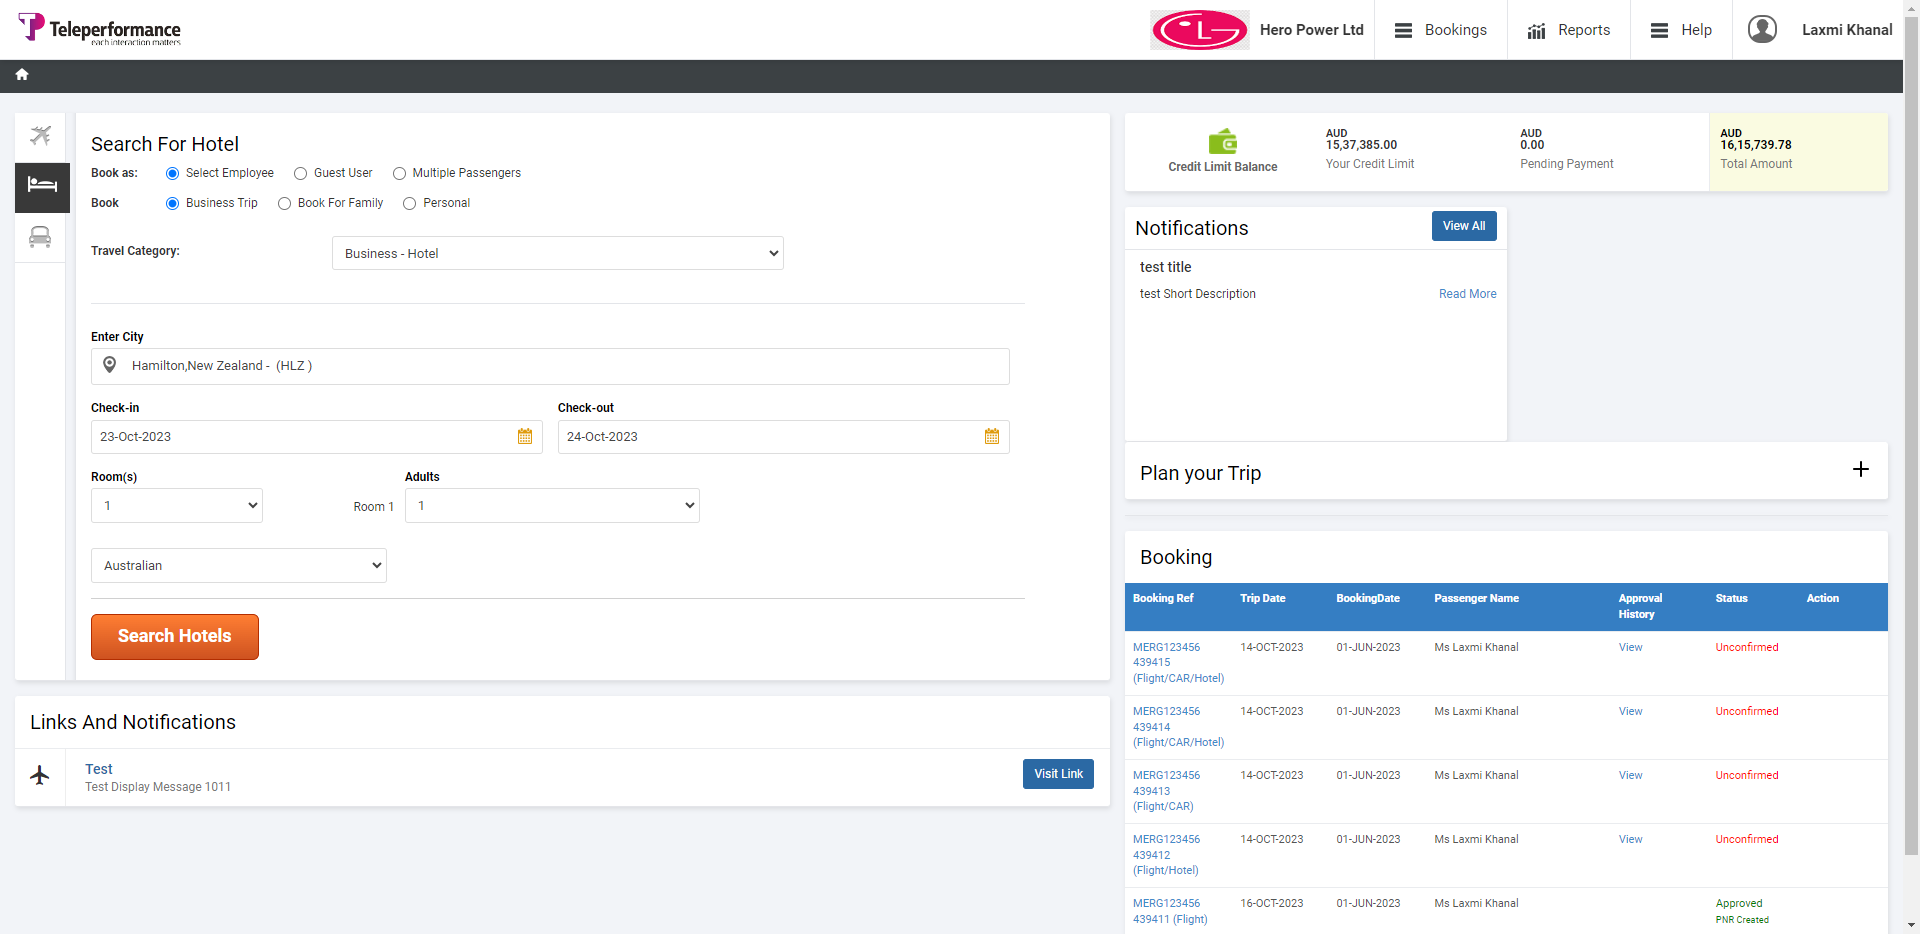 Teleperformance
each interaction matters
Hero Power Ltd
Bookings
Reports
Help
Laxmi Khanal
Search For Hotel
Book as: Select Employee Guest User Multiple Passengers
Book Business Trip Book For Family Personal
Travel Category: Business - Hotel
Enter City
Hamilton,New Zealand - (HLZ )
Check-in Check-out
23-Oct-2023 24-Oct-2023
Room(s) Adults
1 Room 1 1
Australian
Search Hotels
Links And Notifications
Test
Test Display Message 1011
Visit Link
Credit Limit Balance
AUD
15,37,385.00
Your Credit Limit
AUD
0.00
Pending Payment
AUD
16,15,739.78
Total Amount
Notifications View All
test title
test Short Description Read More
Plan your Trip
Booking
Booking Ref Trip Date BookingDate Passenger Name Approval History Status Action
MERG123456 14-OCT-2023 01-JUN-2023 Ms Laxmi Khanal View Unconfirmed
439415
(Flight/CAR/Hotel)
MERG123456 14-OCT-2023 01-JUN-2023 Ms Laxmi Khanal View Unconfirmed
439414
(Flight/CAR/Hotel)
MERG123456 14-OCT-2023 01-JUN-2023 Ms Laxmi Khanal View Unconfirmed
439413
(Flight/CAR)
MERG123456 14-OCT-2023 01-JUN-2023 Ms Laxmi Khanal View Unconfirmed
439412
(Flight/Hotel)
MERG123456 16-OCT-2023 01-JUN-2023 Ms Laxmi Khanal Approved
439411 (Flight) PNR Created